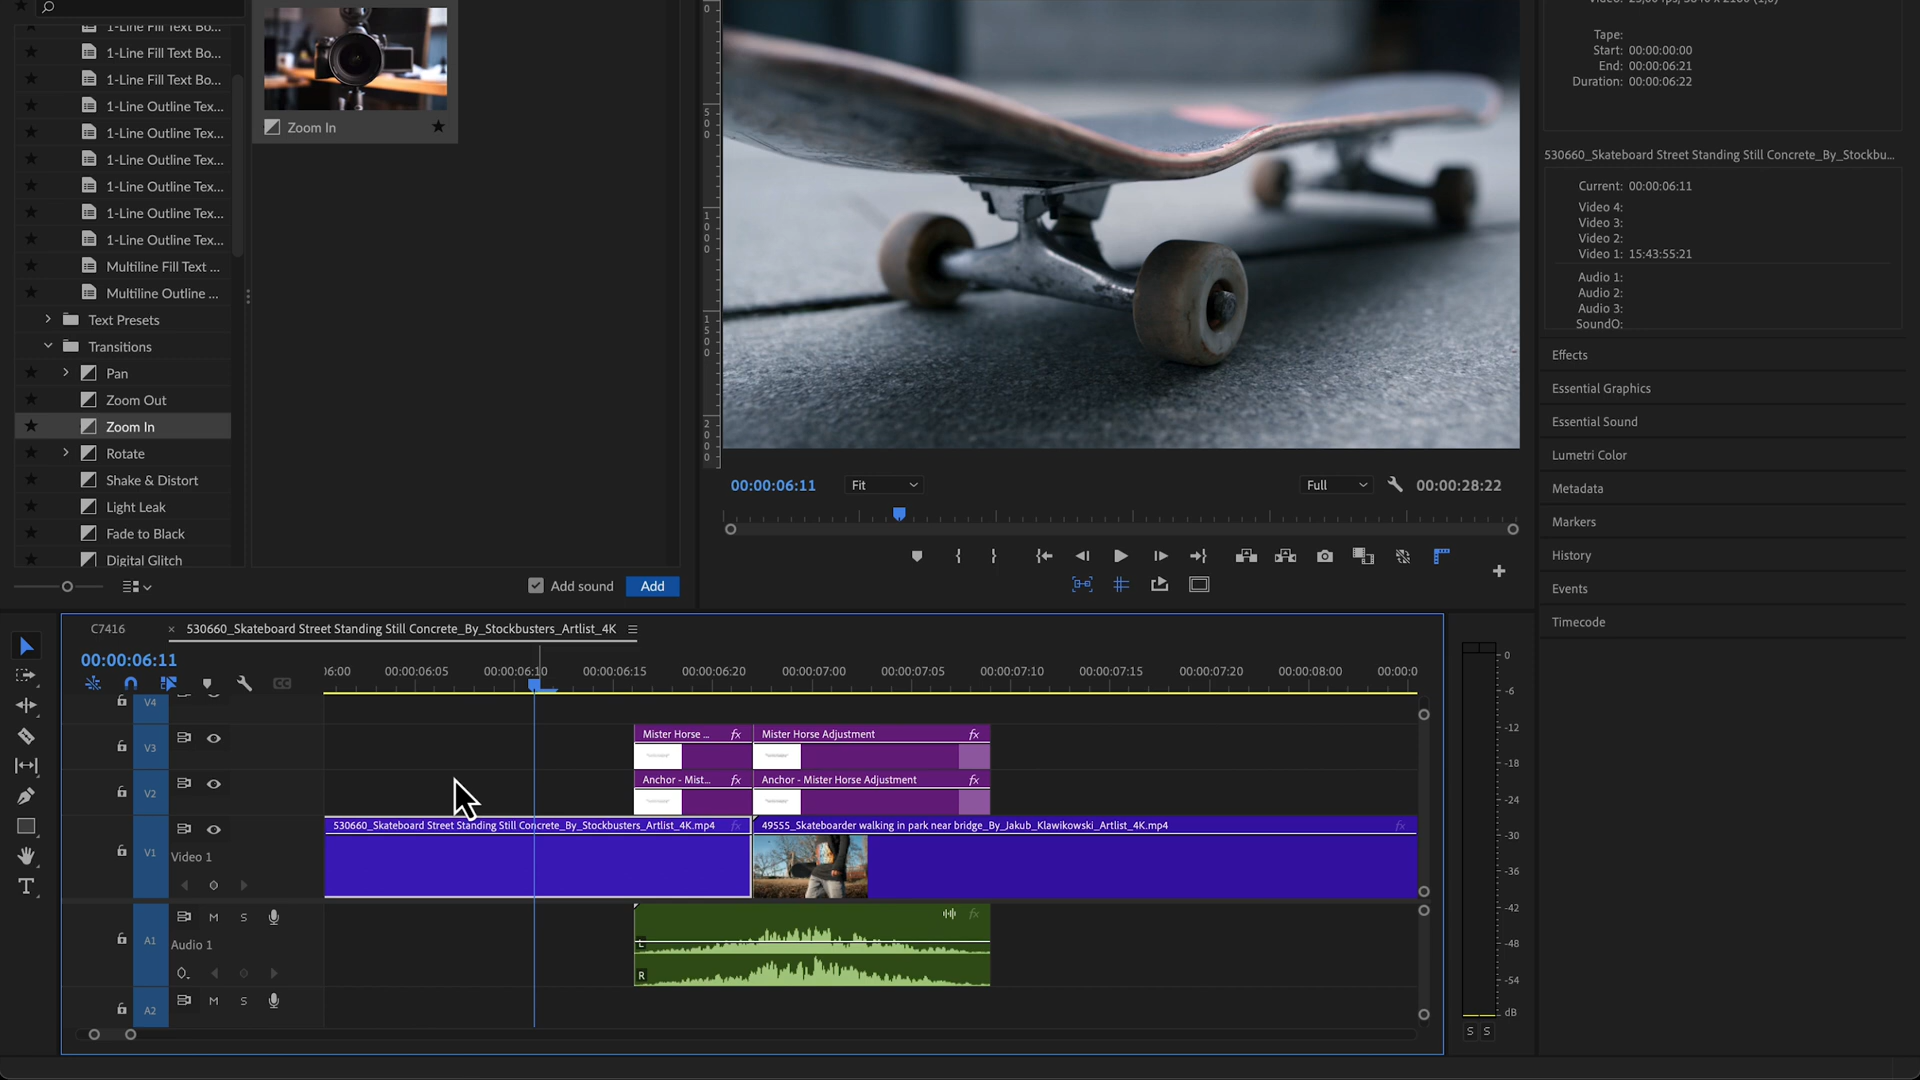 1-Line Fill Text Bo...
1-Line Fill Text Bo...
1-Line Fill Text Bo...
1-Line Outline Tex...
1-Line Outline Tex...
1-Line Outline Tex...
1-Line Outline Tex...
1-Line Outline Tex...
1-Line Outline Tex...
Multiline Fill Text ...
Multiline Outline ...
Text Presets
Transitions
Pan
Zoom Out
Zoom In
Rotate
Shake & Distort
Light Leak
Fade to Black
Digital Glitch
Zoom In
Add sound
Add
0
500
1000
1500
2000
00:00:06:11
Fit
Full
00:00:28:22
Tape:
Start: 00:00:00:00
End: 00:00:06:21
Duration: 00:00:06:22
530660_Skateboard Street Standing Still Concrete_By_Stockbu...
Current: 00:00:06:11
Video 4:
Video 3:
Video 2:
Video 1: 15:43:55:21
Audio 1:
Audio 2:
Audio 3:
SoundO:
Effects
Essential Graphics
Essential Sound
Lumetri Color
Metadata
Markers
History
Events
Timecode
C7416
× 530660_Skateboard Street Standing Still Concrete_By_Stockbusters_Artlist_4K
00:00:06:11
:06:00 00:00:06:05 00:00:06:10 00:00:06:15 00:00:06:20 00:00:07:00 00:00:07:05 00:00:07:10 00:00:07:15 00:00:07:20 00:00:08:00 00:00:0
CC
V4
V3
Mister Horse ... fx
Mister Horse Adjustment fx
V2
Anchor - Mist... fx
Anchor - Mister Horse Adjustment fx
V1
Video 1
530660_Skateboard Street Standing Still Concrete_By_Stockbusters_Artlist_4K.mp4 fx
49555_Skateboarder walking in park near bridge_By_Jakub_Klawikowski_Artlist_4K.mp4 fx
A1
M S
Audio 1
fx
L
R
A2
M S
T
0
-6
-12
-18
-24
-30
-36
-42
-48
-54
dB
S S